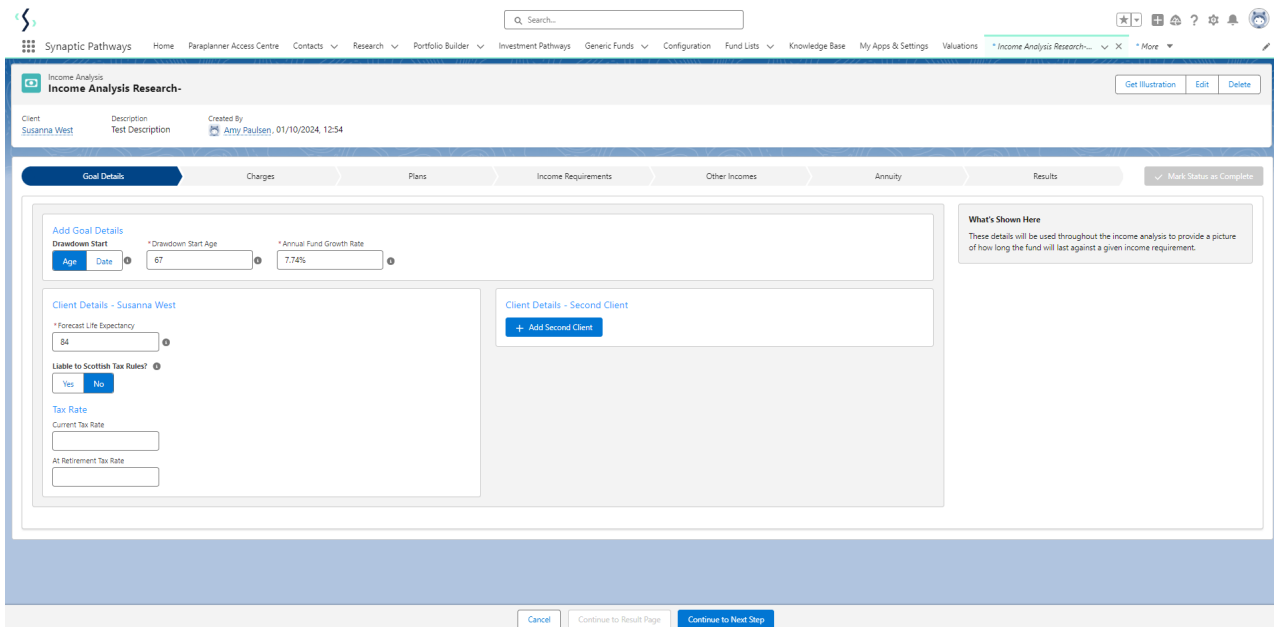 Search...
Synaptic Pathways Home Paraplanner Access Centre Contacts Research Portfolio Builder Investment Pathways Generic Funds Configuration Fund Lists Knowledge Base My Apps & Settings Valuations * Income Analysis Research-... * More
Income Analysis
Income Analysis Research-
Get Illustration Edit Delete
Client Description Created By
Susanna West Test Description Amy Paulsen, 01/10/2024, 12:54
Goal Details Charges Plans Income Requirements Other Incomes Annuity Results Mark Status as Complete
Add Goal Details
Drawdown Start *Drawdown Start Age *Annual Fund Growth Rate
Age Date 67 7.74%
What's Shown Here
These details will be used throughout the income analysis to provide a picture
of how long the fund will last against a given income requirement.
Client Details - Susanna West
*Forecast Life Expectancy
84
Liable to Scottish Tax Rules?
Yes No
Tax Rate
Current Tax Rate
At Retirement Tax Rate
Client Details - Second Client
+ Add Second Client
Cancel Continue to Result Page Continue to Next Step